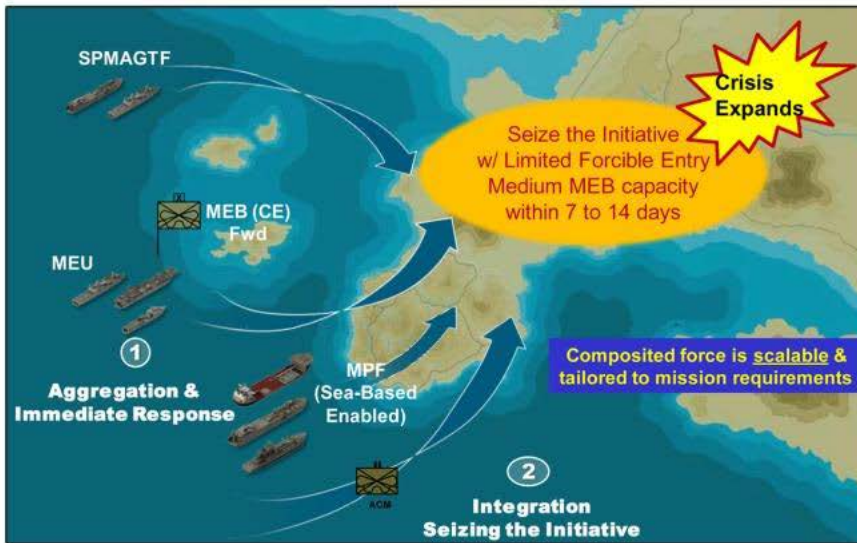 SPMAGTF
Crisis
Expands
Seize the Initiative
w/ Limited Forcible Entry
Medium MEB capacity
within 7 to 14 days
MEB (CE)
Fwd
MEU
1
Aggregation &
Immediate Response
MPF
(Sea-Based
Enabled)
Composited force is scalable &
tailored to mission requirements
2
Integration
Seizing the Initiative